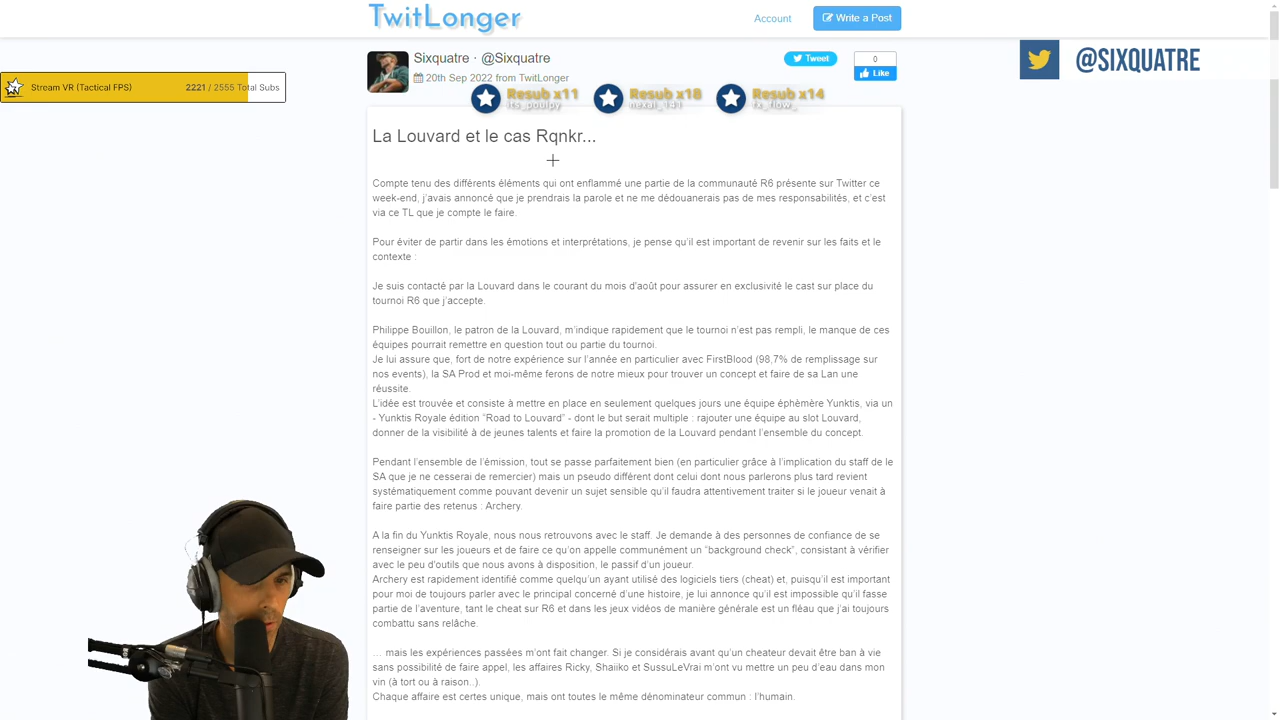 TwitLonger
Account
Write a Post
Sixquatre · @Sixquatre
Tweet
0
Like
20th Sep 2022 from TwitLonger
@SIXQUATRE
Stream VR (Tactical FPS)
2221 / 2555 Total Subs
Resub x11
its_poulpy
Resub x18
nexal_141
Resub x14
fx_flow_
La Louvard et le cas Rqnkr...
Compte tenu des différents éléments qui ont enflammé une partie de la communauté R6 présente sur Twitter ce
week-end, j'avais annoncé que je prendrais la parole et ne me dédouanerais pas de mes responsabilités, et c'est
via ce TL que je compte le faire.
Pour éviter de partir dans les émotions et interprétations, je pense qu'il est important de revenir sur les faits et le
contexte :
Je suis contacté par la Louvard dans le courant du mois d'août pour assurer en exclusivité le cast sur place du
tournoi R6 que j'accepte.
Philippe Bouillon, le patron de la Louvard, m'indique rapidement que le tournoi n'est pas rempli, le manque de ces
équipes pourrait remettre en question tout ou partie du tournoi.
Je lui assure que, fort de notre expérience sur l'année en particulier avec FirstBlood (98,7% de remplissage sur
nos events), la SA Prod et moi-même ferons de notre mieux pour trouver un concept et faire de sa Lan une
réussite.
L'idée est trouvée et consiste à mettre en place en seulement quelques jours une équipe éphémère Yunktis, via un
- Yunktis Royale édition "Road to Louvard" - dont le but serait multiple : rajouter une équipe au slot Louvard,
donner de la visibilité à de jeunes talents et faire la promotion de la Louvard pendant l'ensemble du concept.
Pendant l'ensemble de l'émission, tout se passe parfaitement bien (en particulier grâce à l'implication du staff de le
SA que je ne cesserai de remercier) mais un pseudo différent dont celui dont nous parlerons plus tard revient
systématiquement comme pouvant devenir un sujet sensible qu'il faudra attentivement traiter si le joueur venait à
faire partie des retenus : Archery.
A la fin du Yunktis Royale, nous nous retrouvons avec le staff. Je demande à des personnes de confiance de se
renseigner sur les joueurs et de faire ce qu'on appelle communément un "background check", consistant à vérifier
avec le peu d'outils que nous avons à disposition, le passif d'un joueur.
Archery est rapidement identifié comme quelqu'un ayant utilisé des logiciels tiers (cheat) et, puisqu'il est important
pour moi de toujours parler avec le principal concerné d'une histoire, je lui annonce qu'il est impossible qu'il fasse
partie de l'aventure, tant le cheat sur R6 et dans les jeux vidéos de manière générale est un fléau que j'ai toujours
combattu sans relâche.
… mais les expériences passées m'ont fait changer. Si je considérais avant qu'un cheateur devait être ban à vie
sans possibilité de faire appel, les affaires Ricky, Shaiiko et SussuLeVrai m'ont vu mettre un peu d'eau dans mon
vin (à tort ou à raison..).
Chaque affaire est certes unique, mais ont toutes le même dénominateur commun : l'humain.